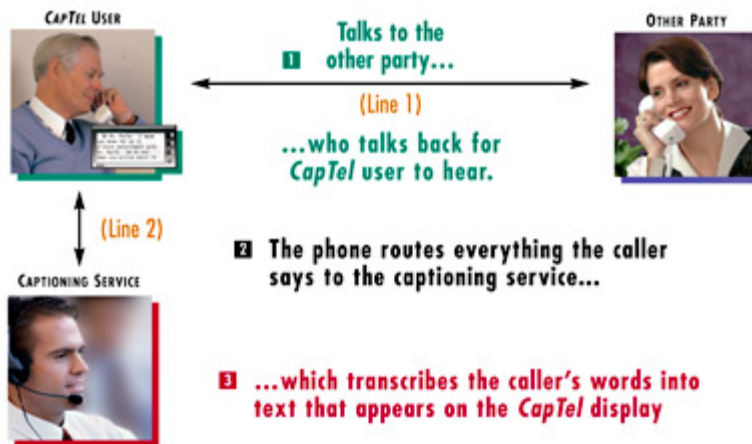 CAPTEL USER
OTHER PARTY
Talks to the
1 other party...
(Line 1)
...who talks back for
CapTel user to hear.
(Line 2)
2 The phone routes everything the caller
says to the captioning service...
CAPTIONING SERVICE
3 ...which transcribes the caller's words into
text that appears on the CapTel display